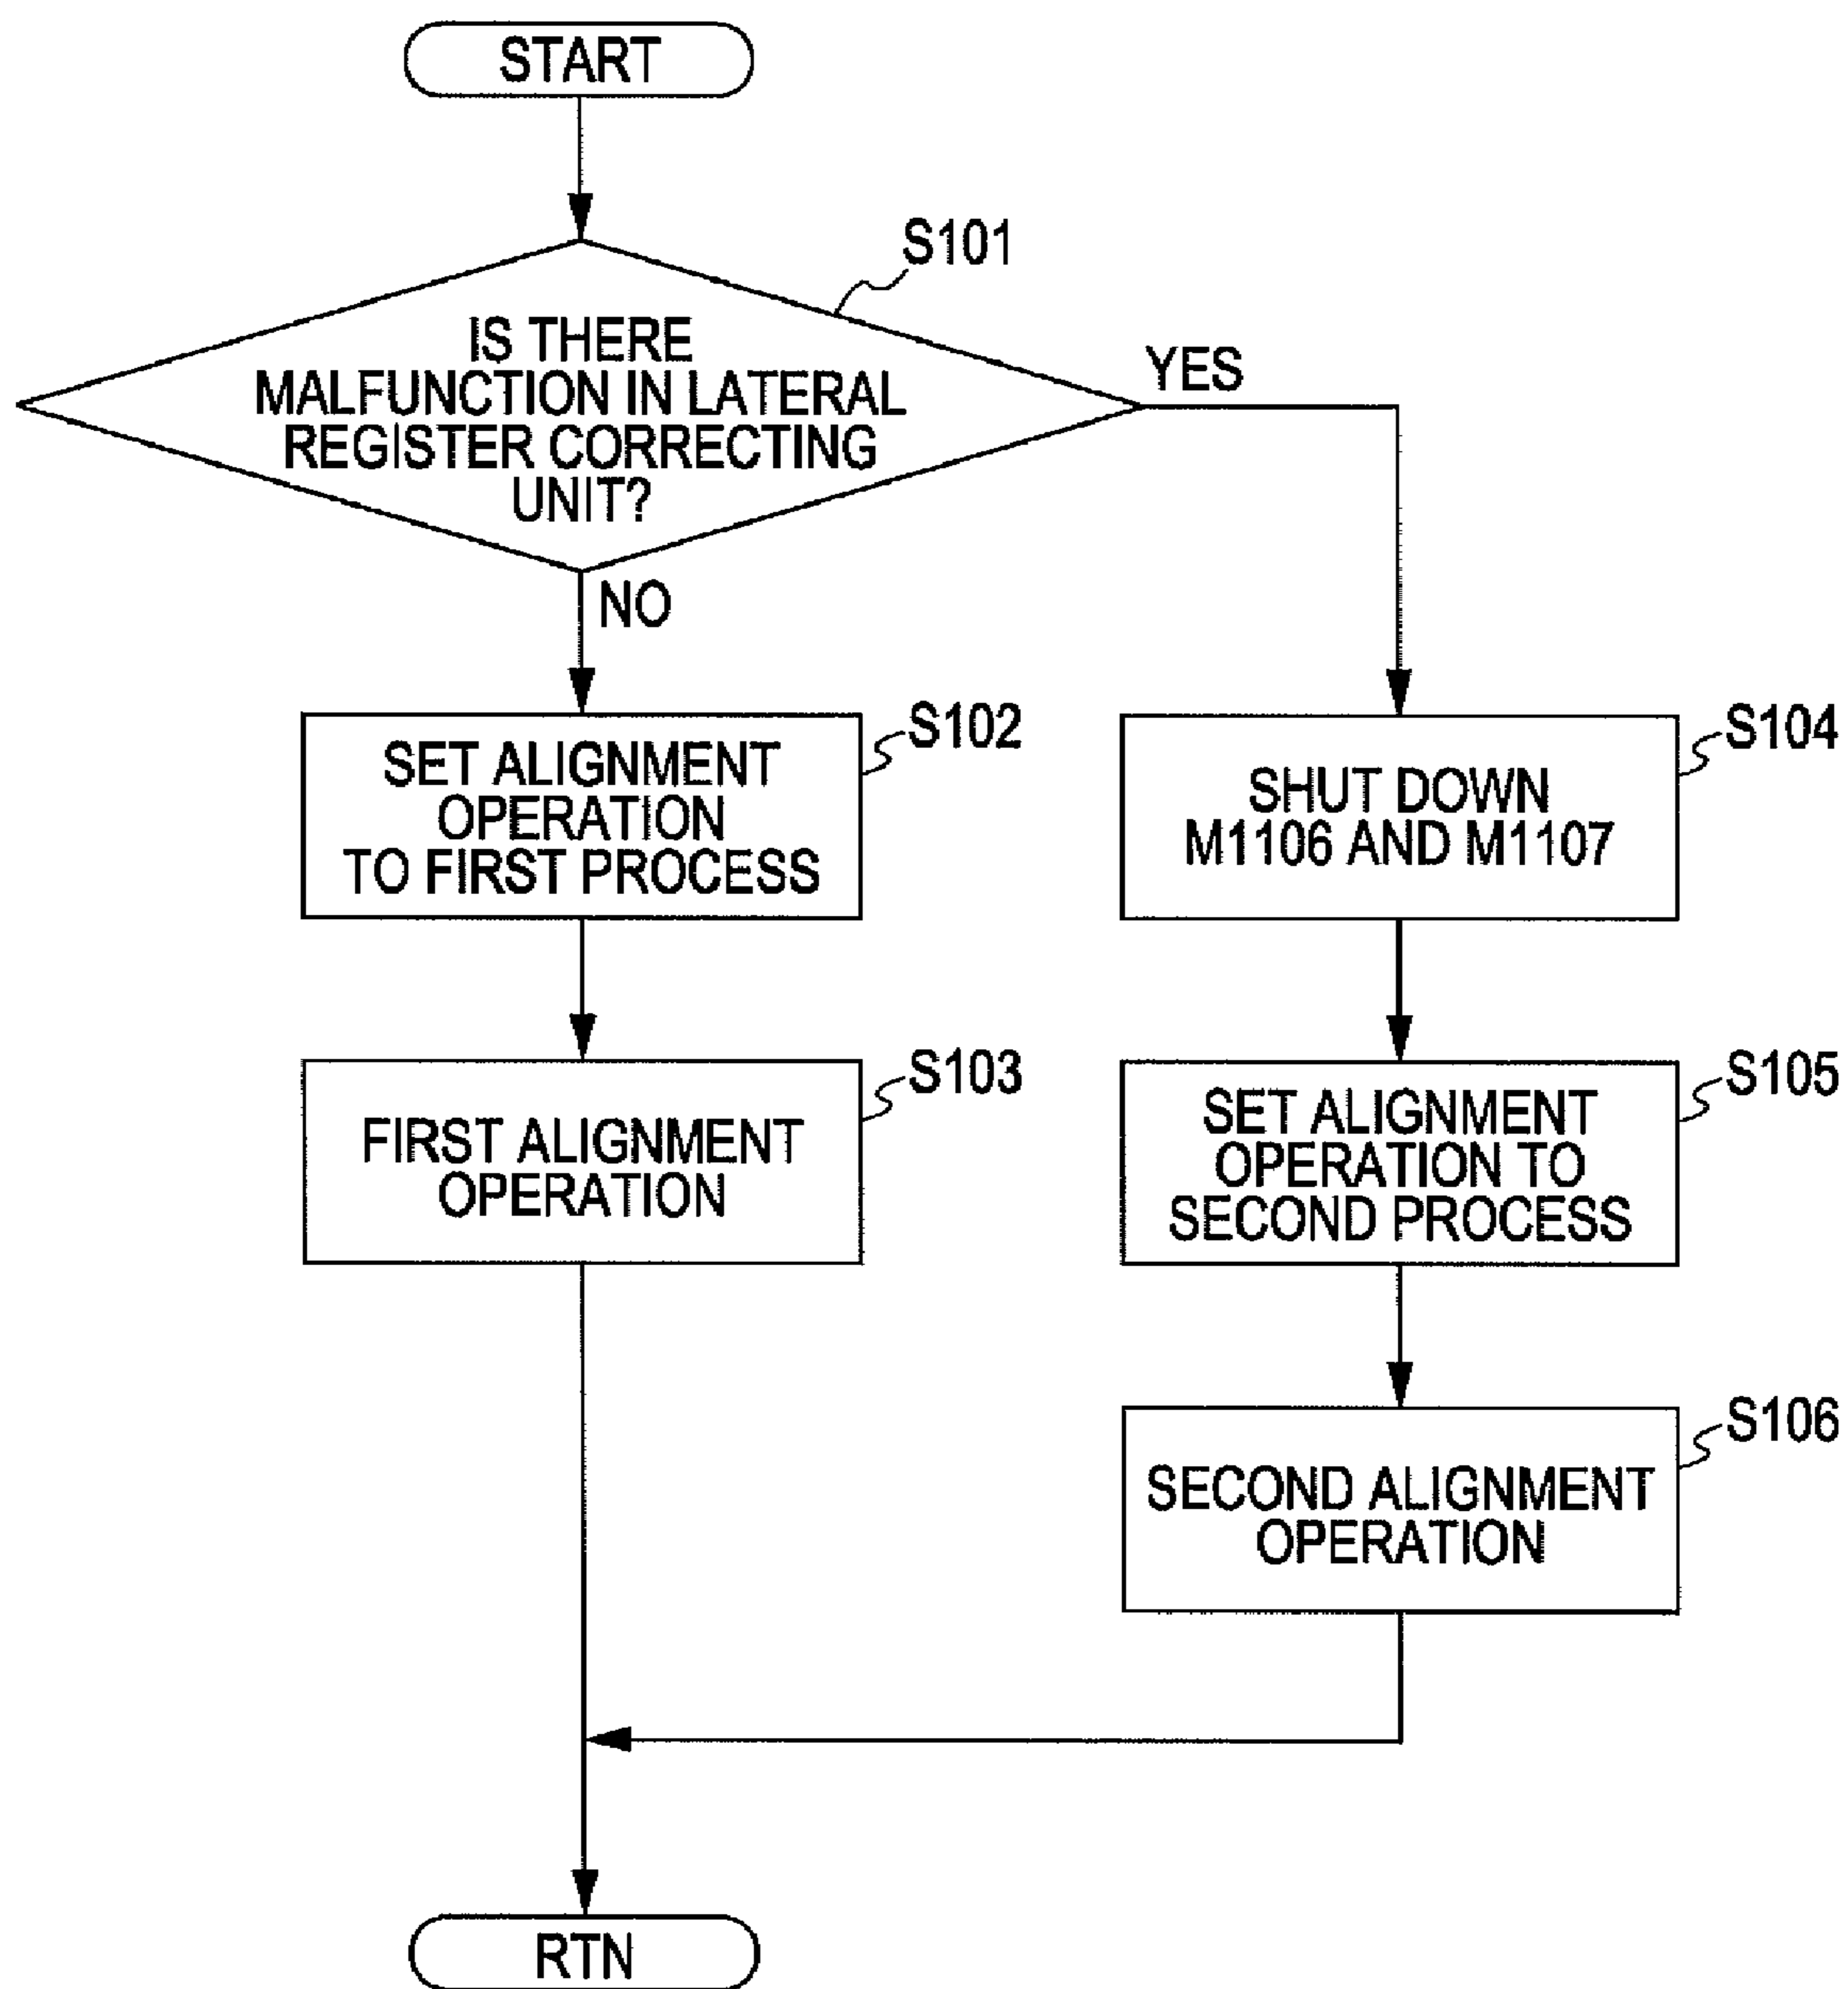 START
S101
IS THERE
MALFUNCTION IN LATERAL
REGISTER CORRECTING
UNIT?
YES
NO
S102
SET ALIGNMENT
OPERATION
TO FIRST PROCESS
S104
SHUT DOWN
M1106 AND M1107
S103
FIRST ALIGNMENT
OPERATION
S105
SET ALIGNMENT
OPERATION TO
SECOND PROCESS
S106
SECOND ALIGNMENT
OPERATION
RTN